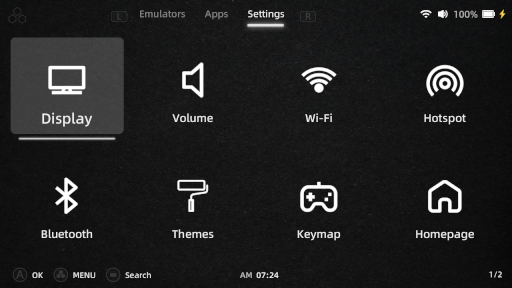 L Emulators Apps Settings R 100%
Display Volume Wi-Fi Hotspot
Bluetooth Themes Keymap Homepage
A OK MENU Search AM 07:24 1/2